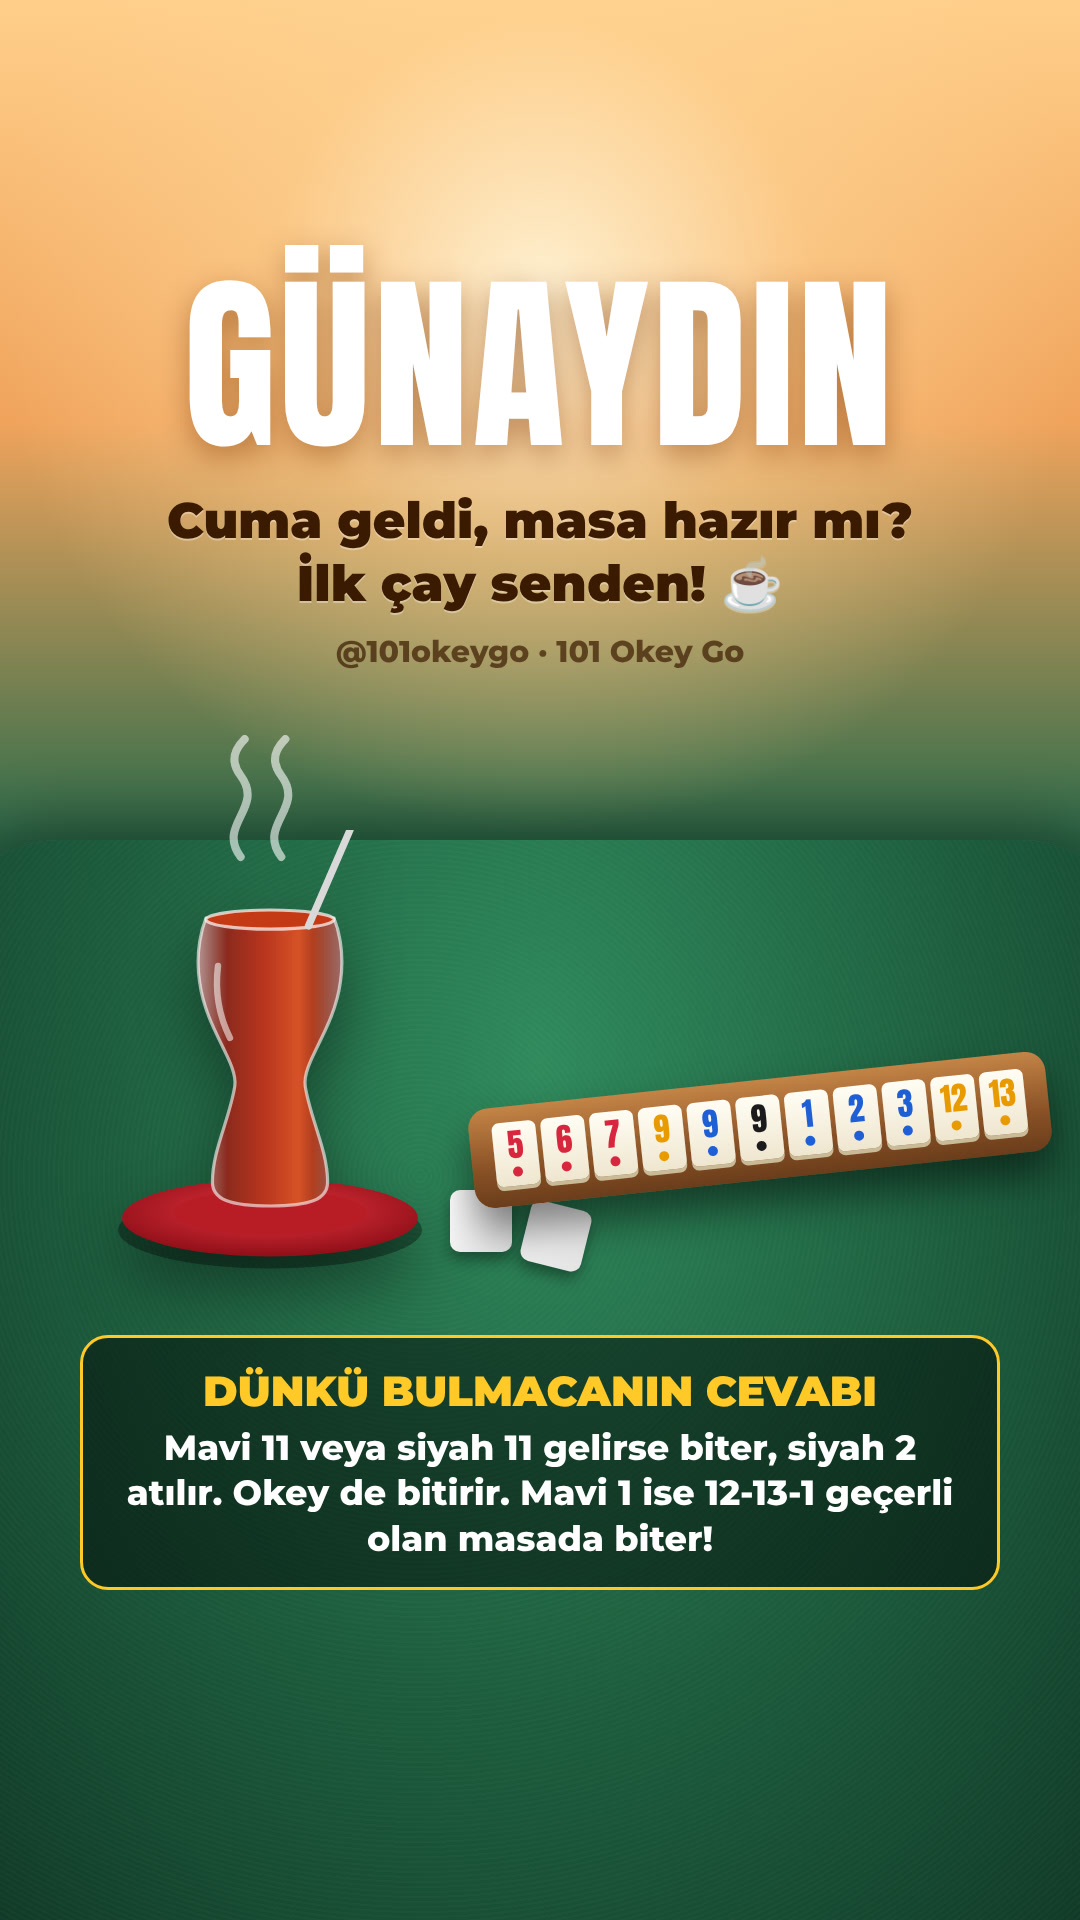 GÜNAYDIN
Cuma geldi, masa hazır mı?
İlk çay senden! ☕
@101okeygo • 101 Okey Go
5 6 7 9 9 9 1 2 3 12 13
DÜNKÜ BULMACANIN CEVABI
Mavi 11 veya siyah 11 gelirse biter, siyah 2
atılır. Okey de bitirir. Mavi 1 ise 12-13-1 geçerli
olan masada biter!